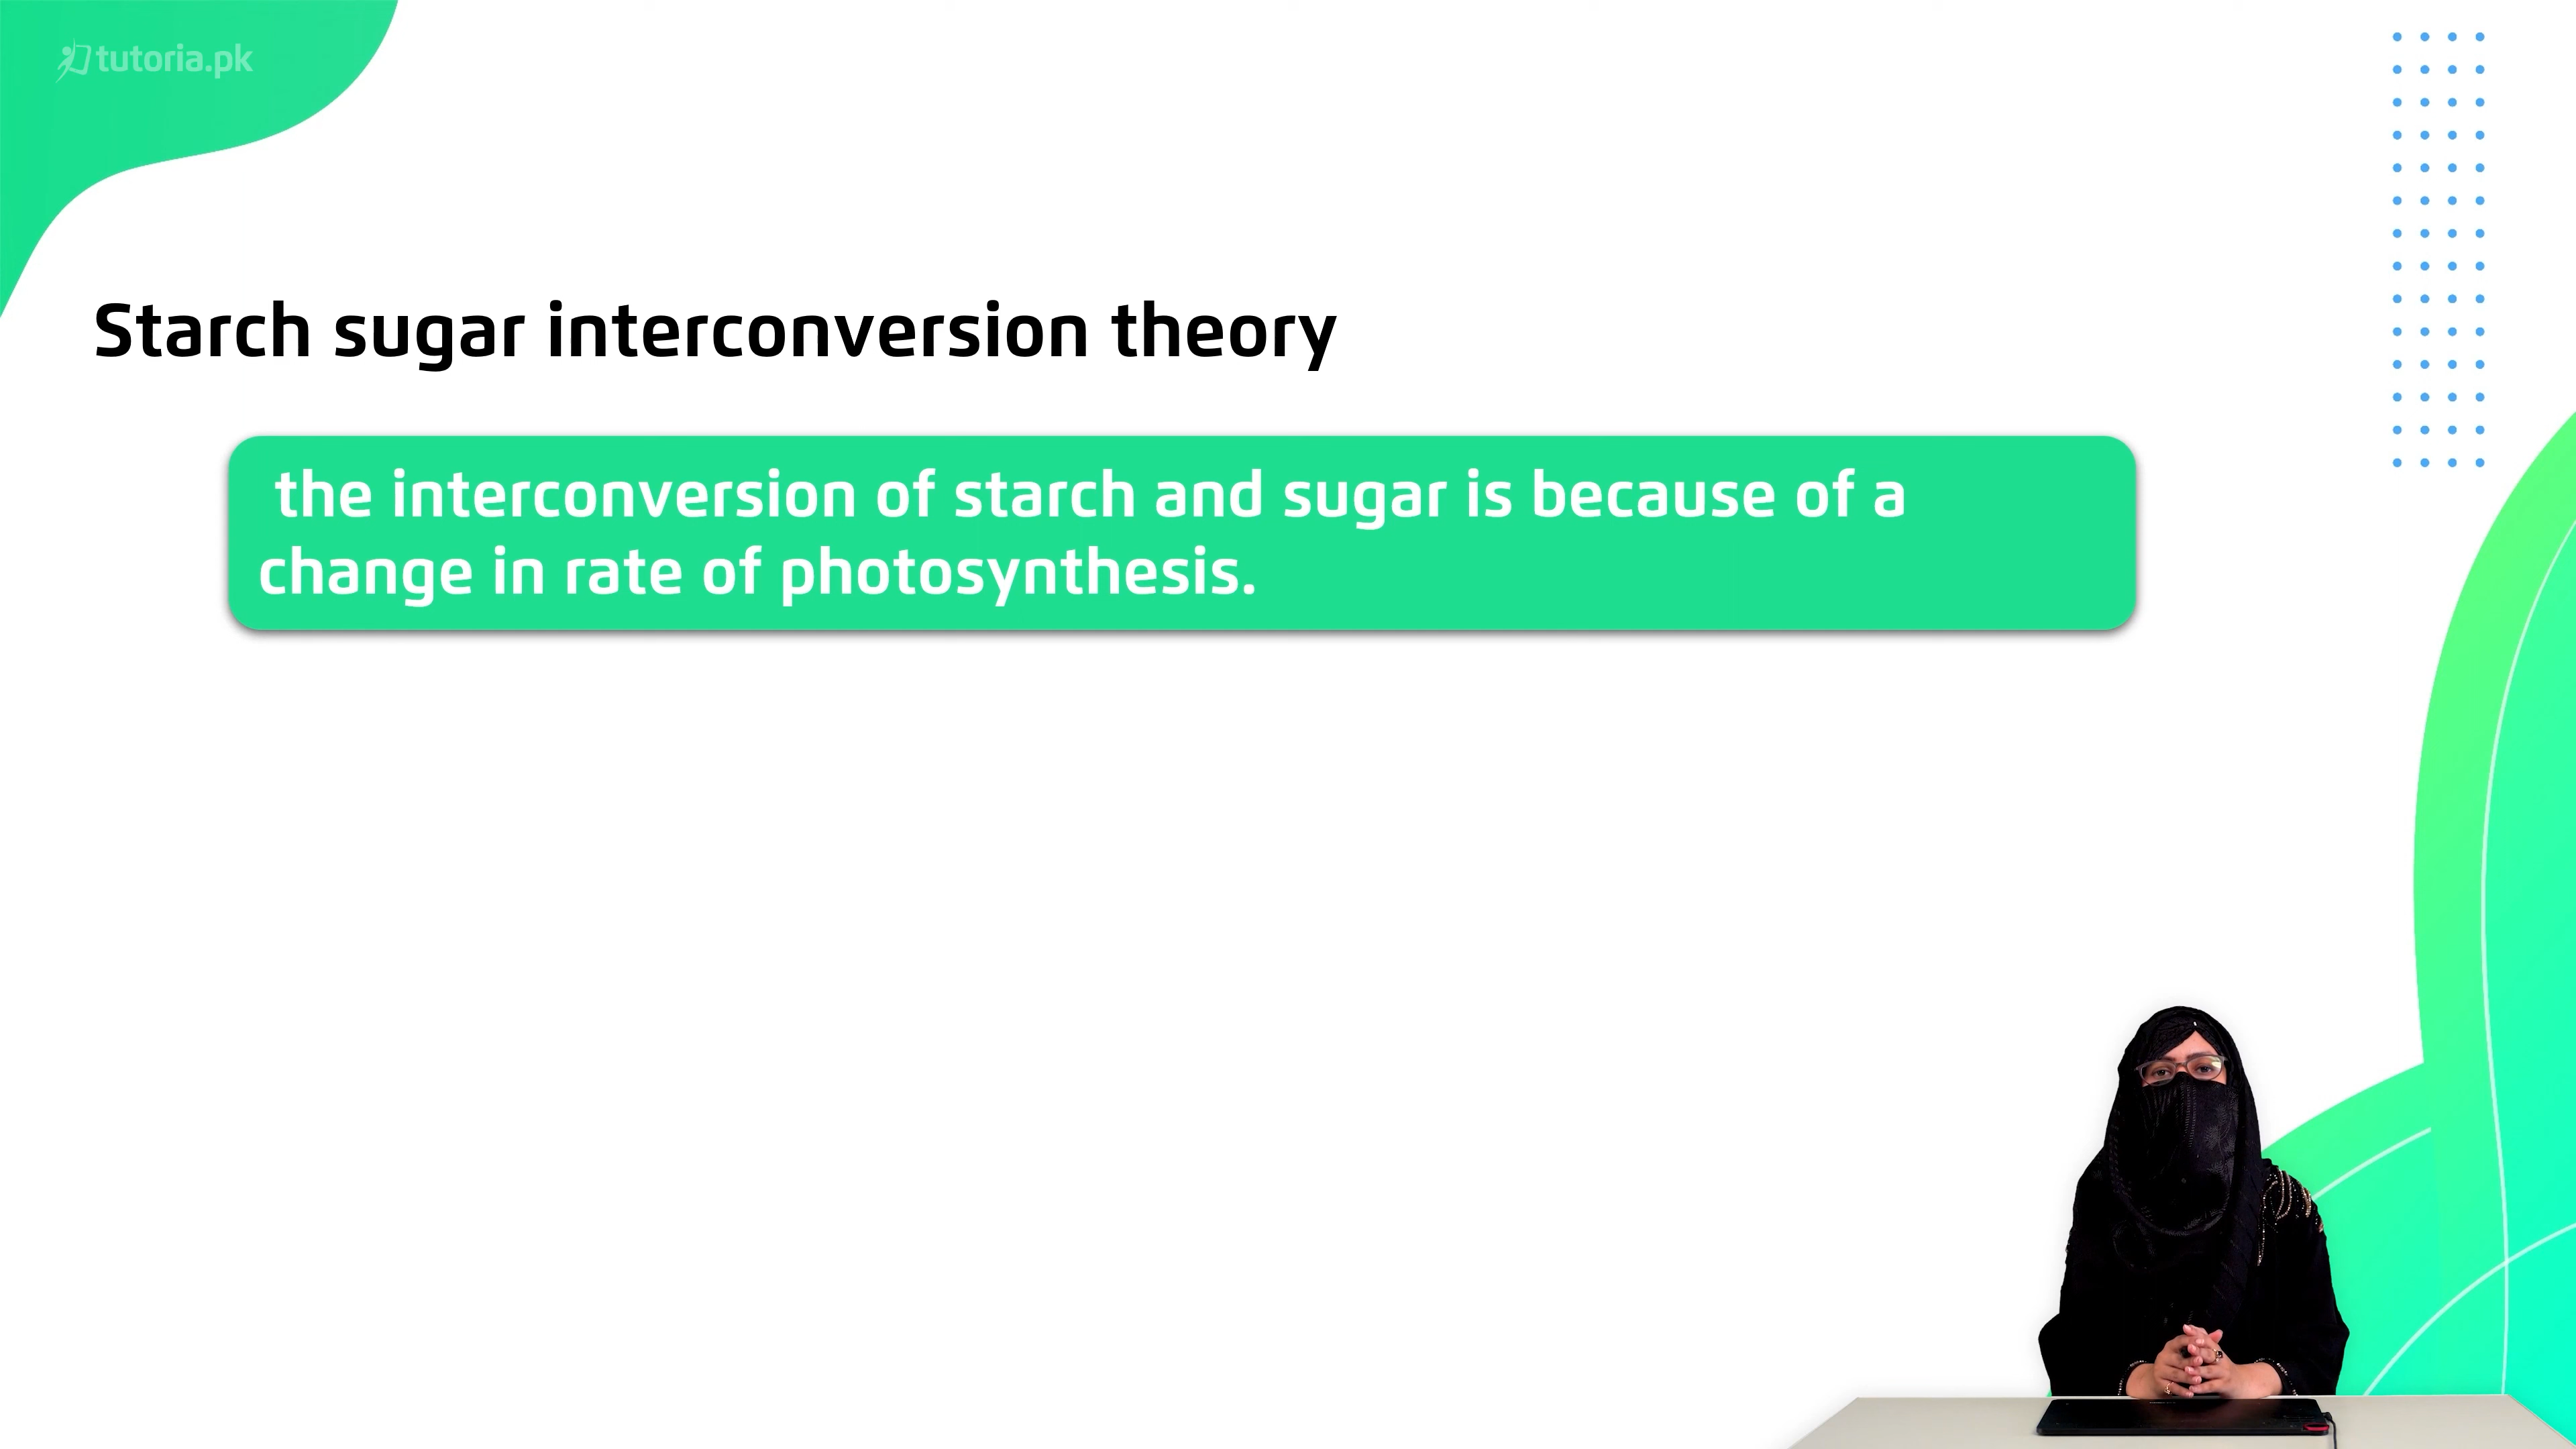 tutoria.pk
Starch sugar interconversion theory
the interconversion of starch and sugar is because of a
change in rate of photosynthesis.